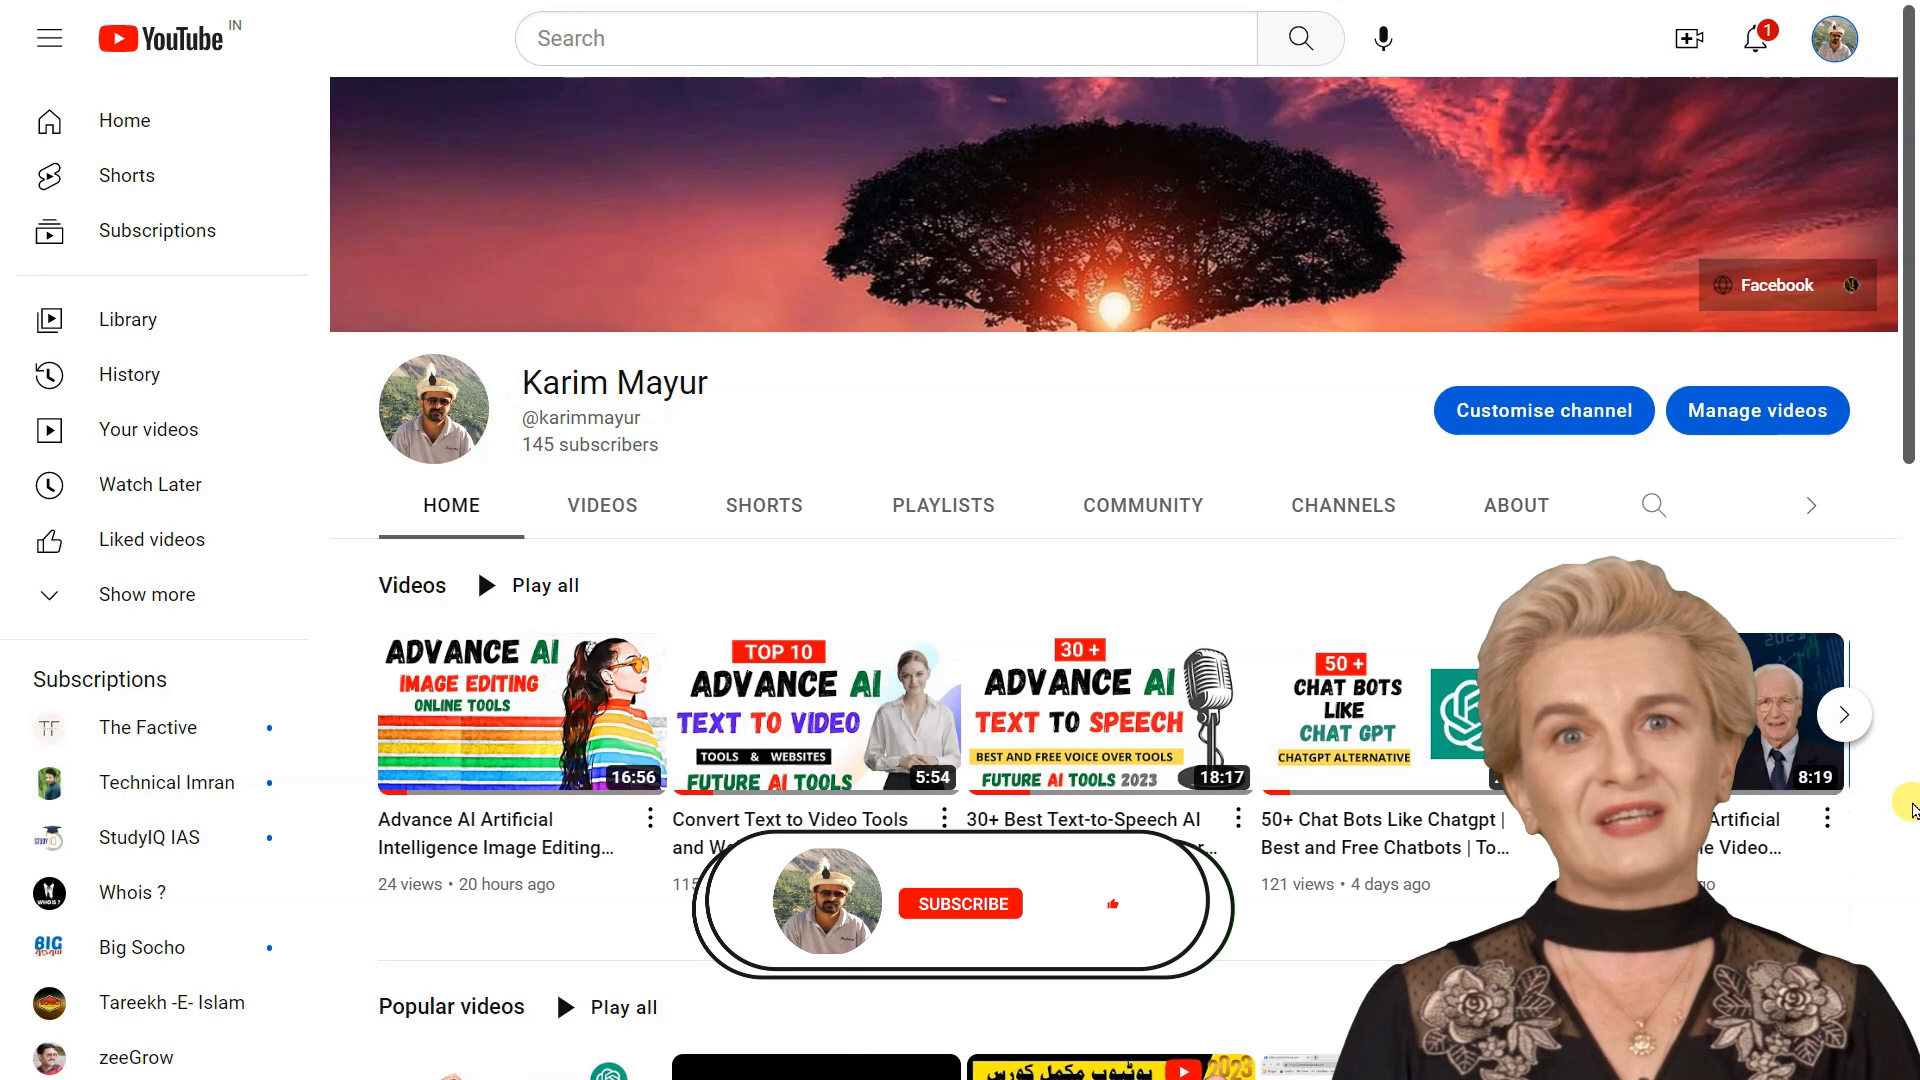 YouTube IN
Search
1
Home
Shorts
Subscriptions
Library
History
Your videos
Watch Later
Liked videos
Show more
Subscriptions
The Factive
Technical Imran
StudyIQ IAS
Whois ?
Big Socho
Tareekh -E- Islam
zeeGrow
Facebook
Karim Mayur
@karimmayur
145 subscribers
Customise channel
Manage videos
HOME
VIDEOS
SHORTS
PLAYLISTS
COMMUNITY
CHANNELS
ABOUT
Videos
Play all
ADVANCE AI
IMAGE EDITING
ONLINE TOOLS
16:56
Advance AI Artificial
Intelligence Image Editing...
24 views • 20 hours ago
TOP 10
ADVANCE AI
TEXT TO VIDEO
TOOLS & WEBSITES
FUTURE AI TOOLS
5:54
Convert Text to Video Tools
and
115
30 +
ADVANCE AI
TEXT TO SPEECH
BEST AND FREE VOICE OVER TOOLS
FUTURE AI TOOLS 2023
18:17
30+ Best Text-to-Speech AI
50 +
CHAT BOTS
LIKE
CHAT GPT
CHATGPT ALTERNATIVE
50+ Chat Bots Like Chatgpt |
Best and Free Chatbots | To...
121 views • 4 days ago
8:19
Artificial
Video...
SUBSCRIBE
Popular videos
Play all
یوٹیوب مکمل کورس
2023